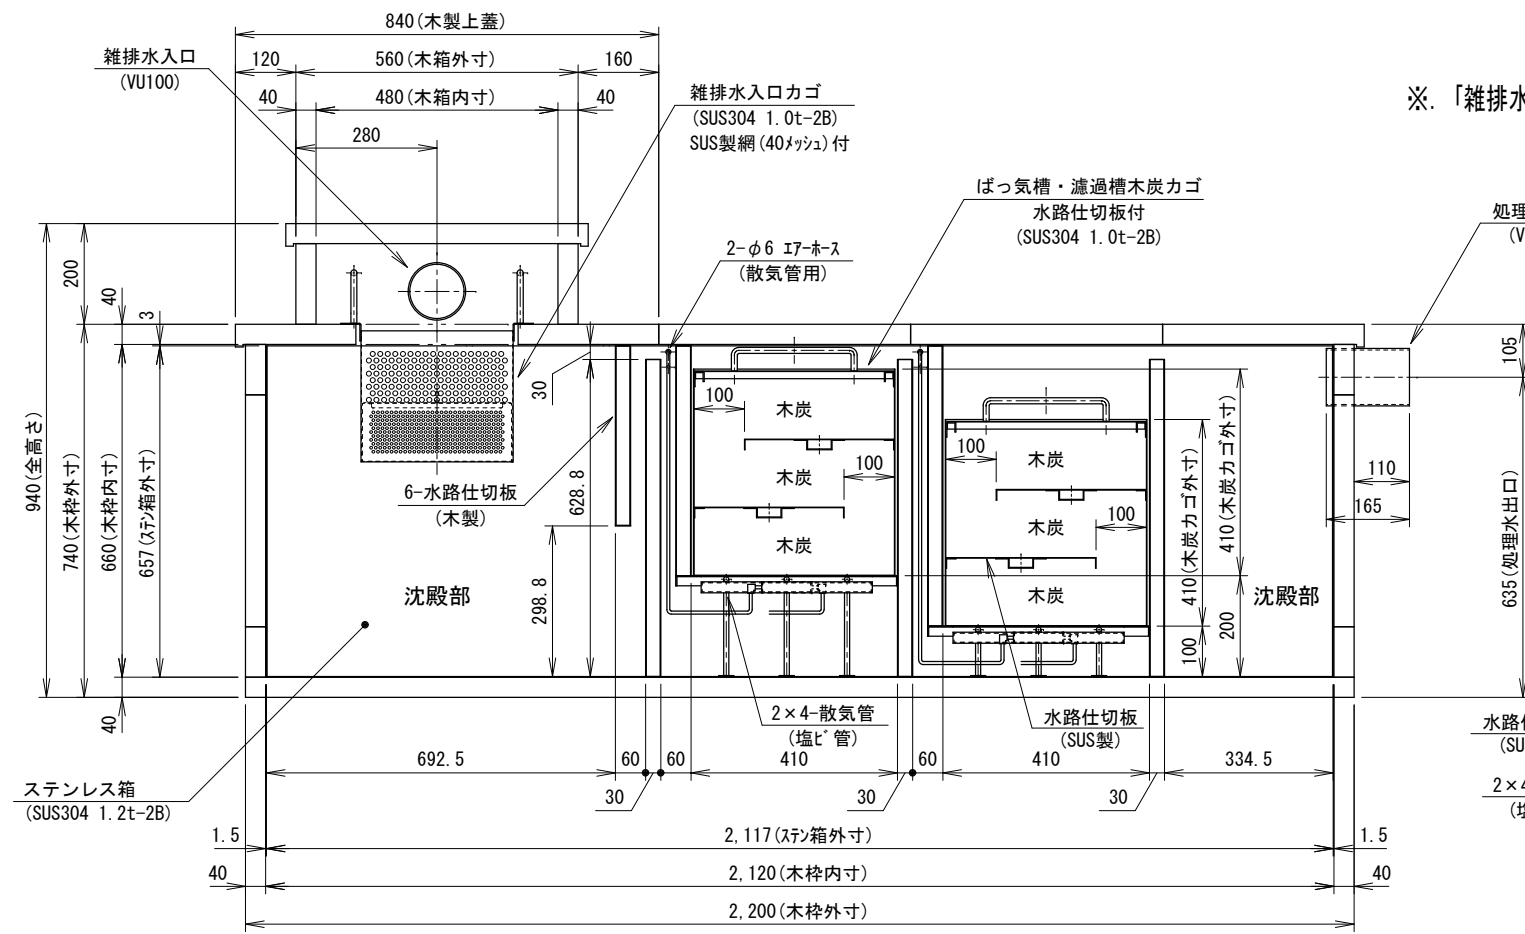 840(木製上蓋)
雑排水入口
(VU100)
120
560(木箱外寸)
160
40
480(木箱内寸)
40
280
雑排水入口カゴ
(SUS304 1.0t-2B)
SUS製網(40メッシュ)付
※.「雑排水
ばっ気槽・濾過槽木炭カゴ
水路仕切板付
(SUS304 1.0t-2B)
処理
(V
2-φ6 エアーホース
(散気管用)
200
40
3
105
30
940(全高さ)
740(木枠外寸)
660(木枠内寸)
657(ステン箱外寸)
6-水路仕切板
(木製)
628.8
298.8
100
木炭
木炭
100
木炭
100
木炭
木炭
100
木炭
410(木炭カゴ外寸)
410(木炭カゴ外寸)
200
100
110
165
635(処理水出口)
沈殿部
沈殿部
40
2×4-散気管
(塩ビ管)
水路仕切板
(SUS製)
水路仕
(SU
2×4
(塩
ステンレス箱
(SUS304 1.2t-2B)
692.5
60
60
410
60
410
334.5
30
30
30
1.5
2,117(ステン箱外寸)
1.5
40
2,120(木枠内寸)
40
2,200(木枠外寸)